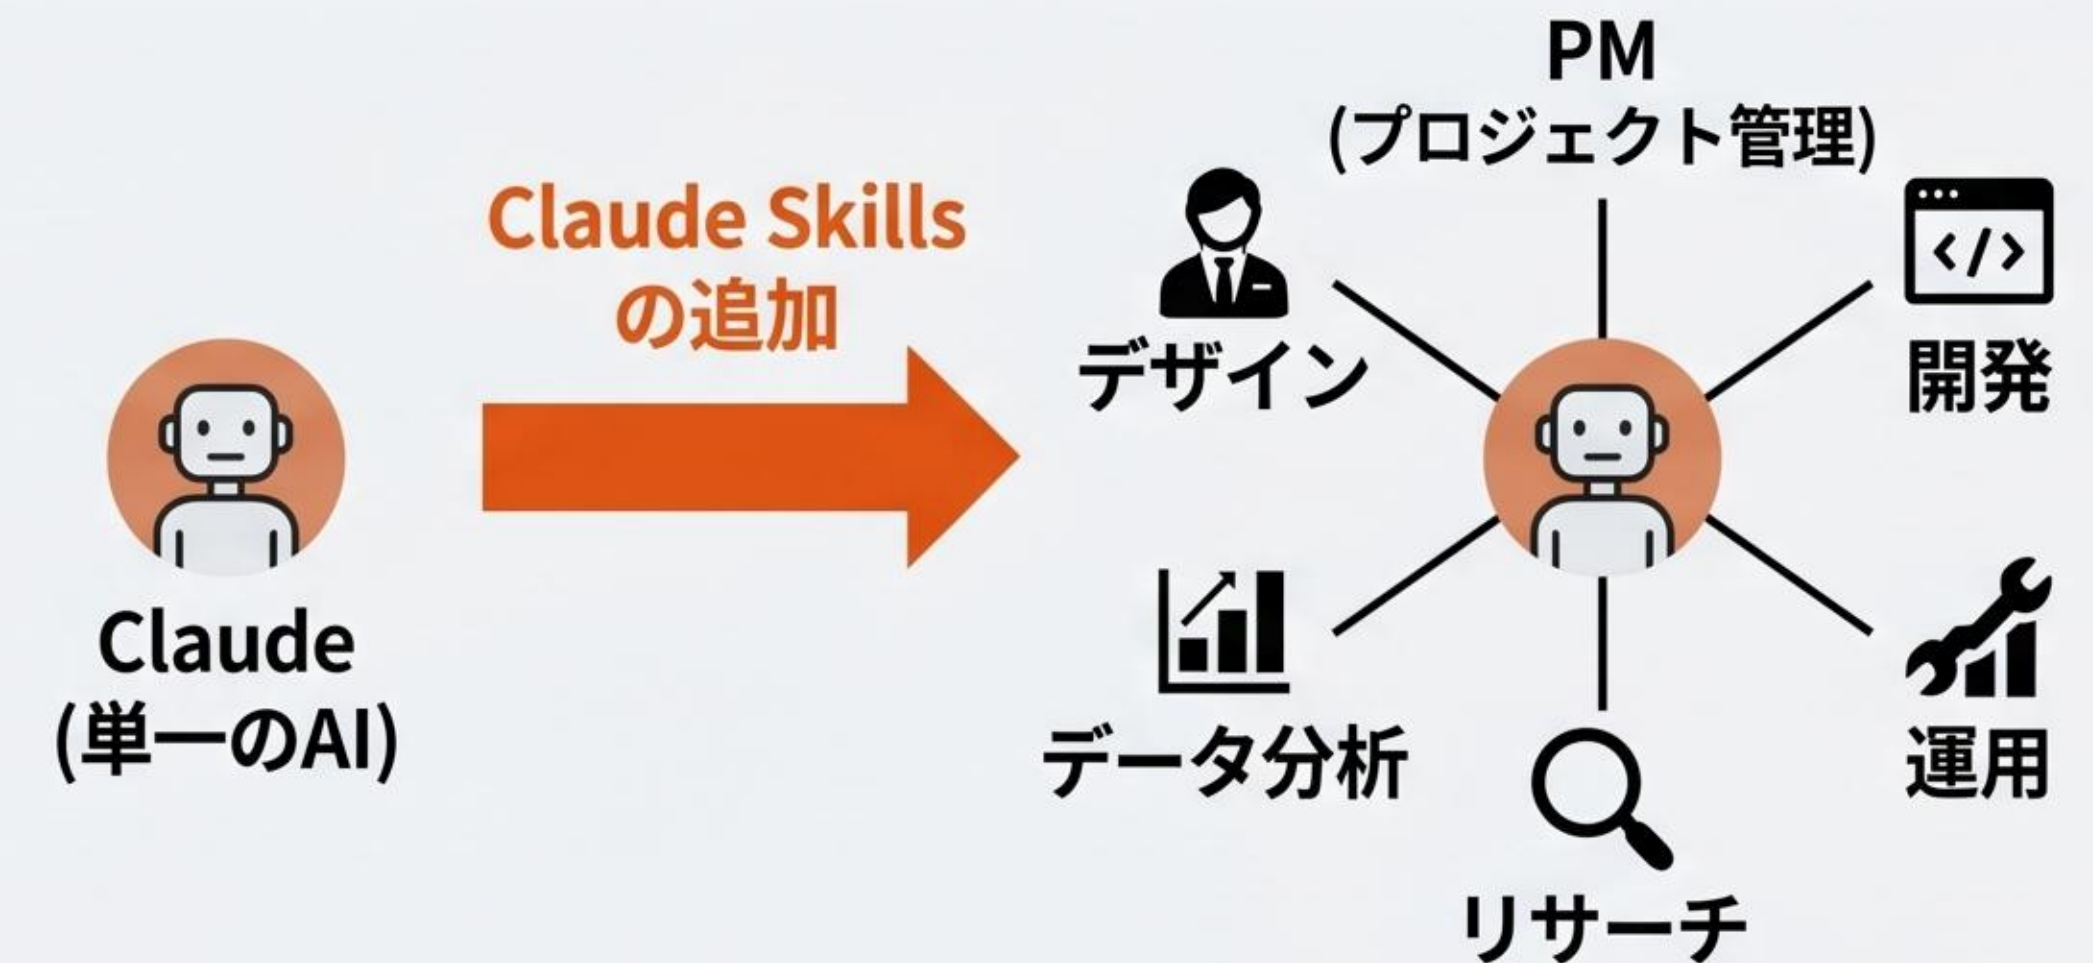 Claude
(単一のAI)
Claude Skills
の追加
PM
(プロジェクト管理)
デザイン
</>
開発
データ分析
運用
リサーチ